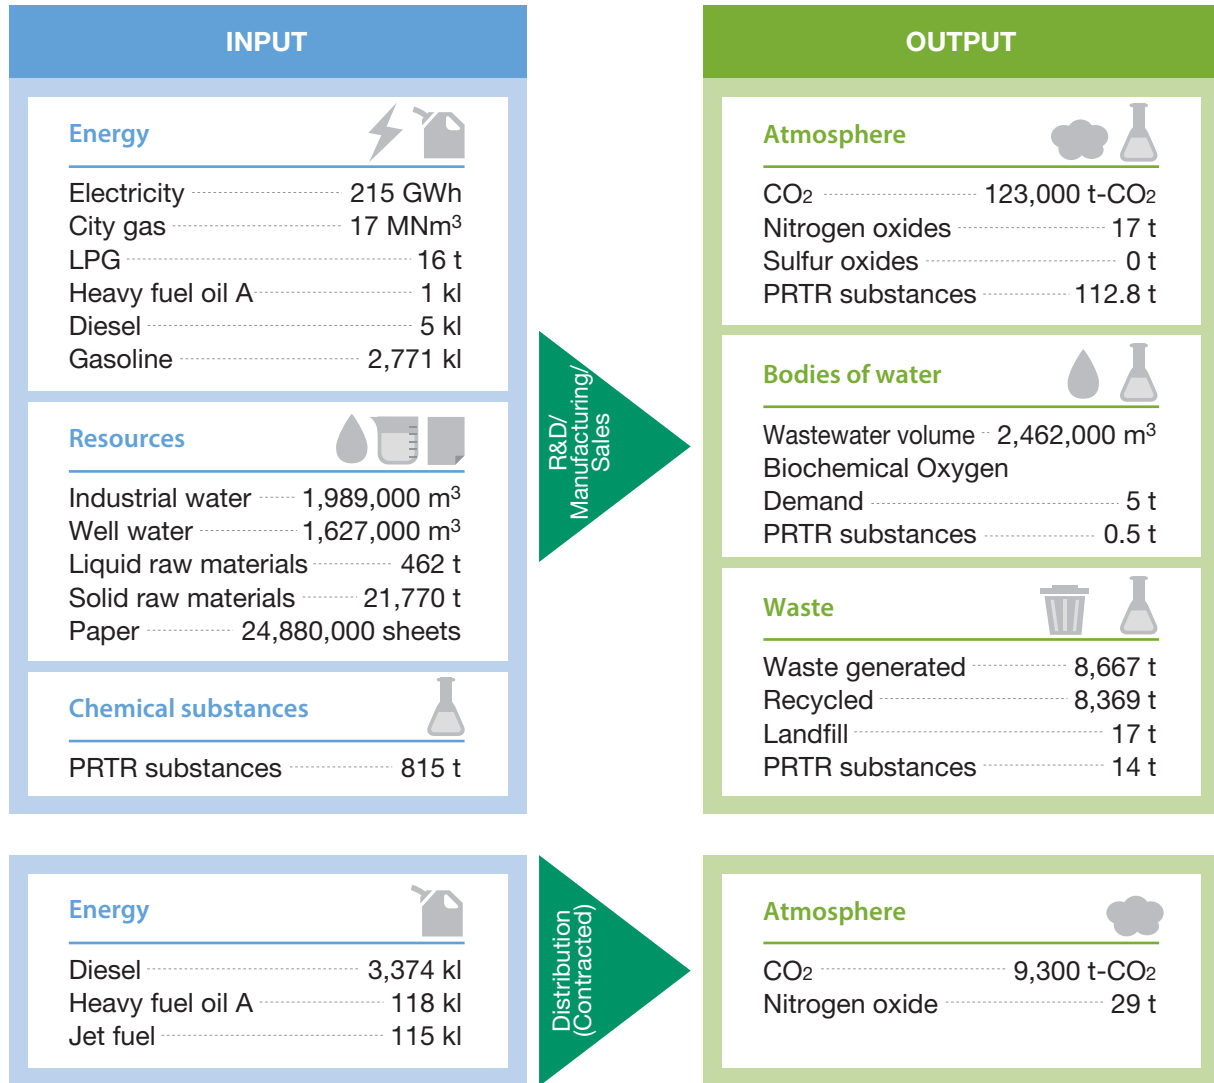 INPUT
Energy
Electricity 215 GWh
City gas 17 MNm³
LPG 16 t
Heavy fuel oil A 1 kl
Diesel 5 kl
Gasoline 2,771 kl
Resources
Industrial water 1,989,000 m³
Well water 1,627,000 m³
Liquid raw materials 462 t
Solid raw materials 21,770 t
Paper 24,880,000 sheets
Chemical substances
PRTR substances 815 t
R&D/
Manufacturing/
Sales
OUTPUT
Atmosphere
CO₂ 123,000 t-CO₂
Nitrogen oxides 17 t
Sulfur oxides 0 t
PRTR substances 112.8 t
Bodies of water
Wastewater volume 2,462,000 m³
Biochemical Oxygen
Demand 5 t
PRTR substances 0.5 t
Waste
Waste generated 8,667 t
Recycled 8,369 t
Landfill 17 t
PRTR substances 14 t
Energy
Diesel 3,374 kl
Heavy fuel oil A 118 kl
Jet fuel 115 kl
Distribution
(Contracted)
Atmosphere
CO₂ 9,300 t-CO₂
Nitrogen oxide 29 t